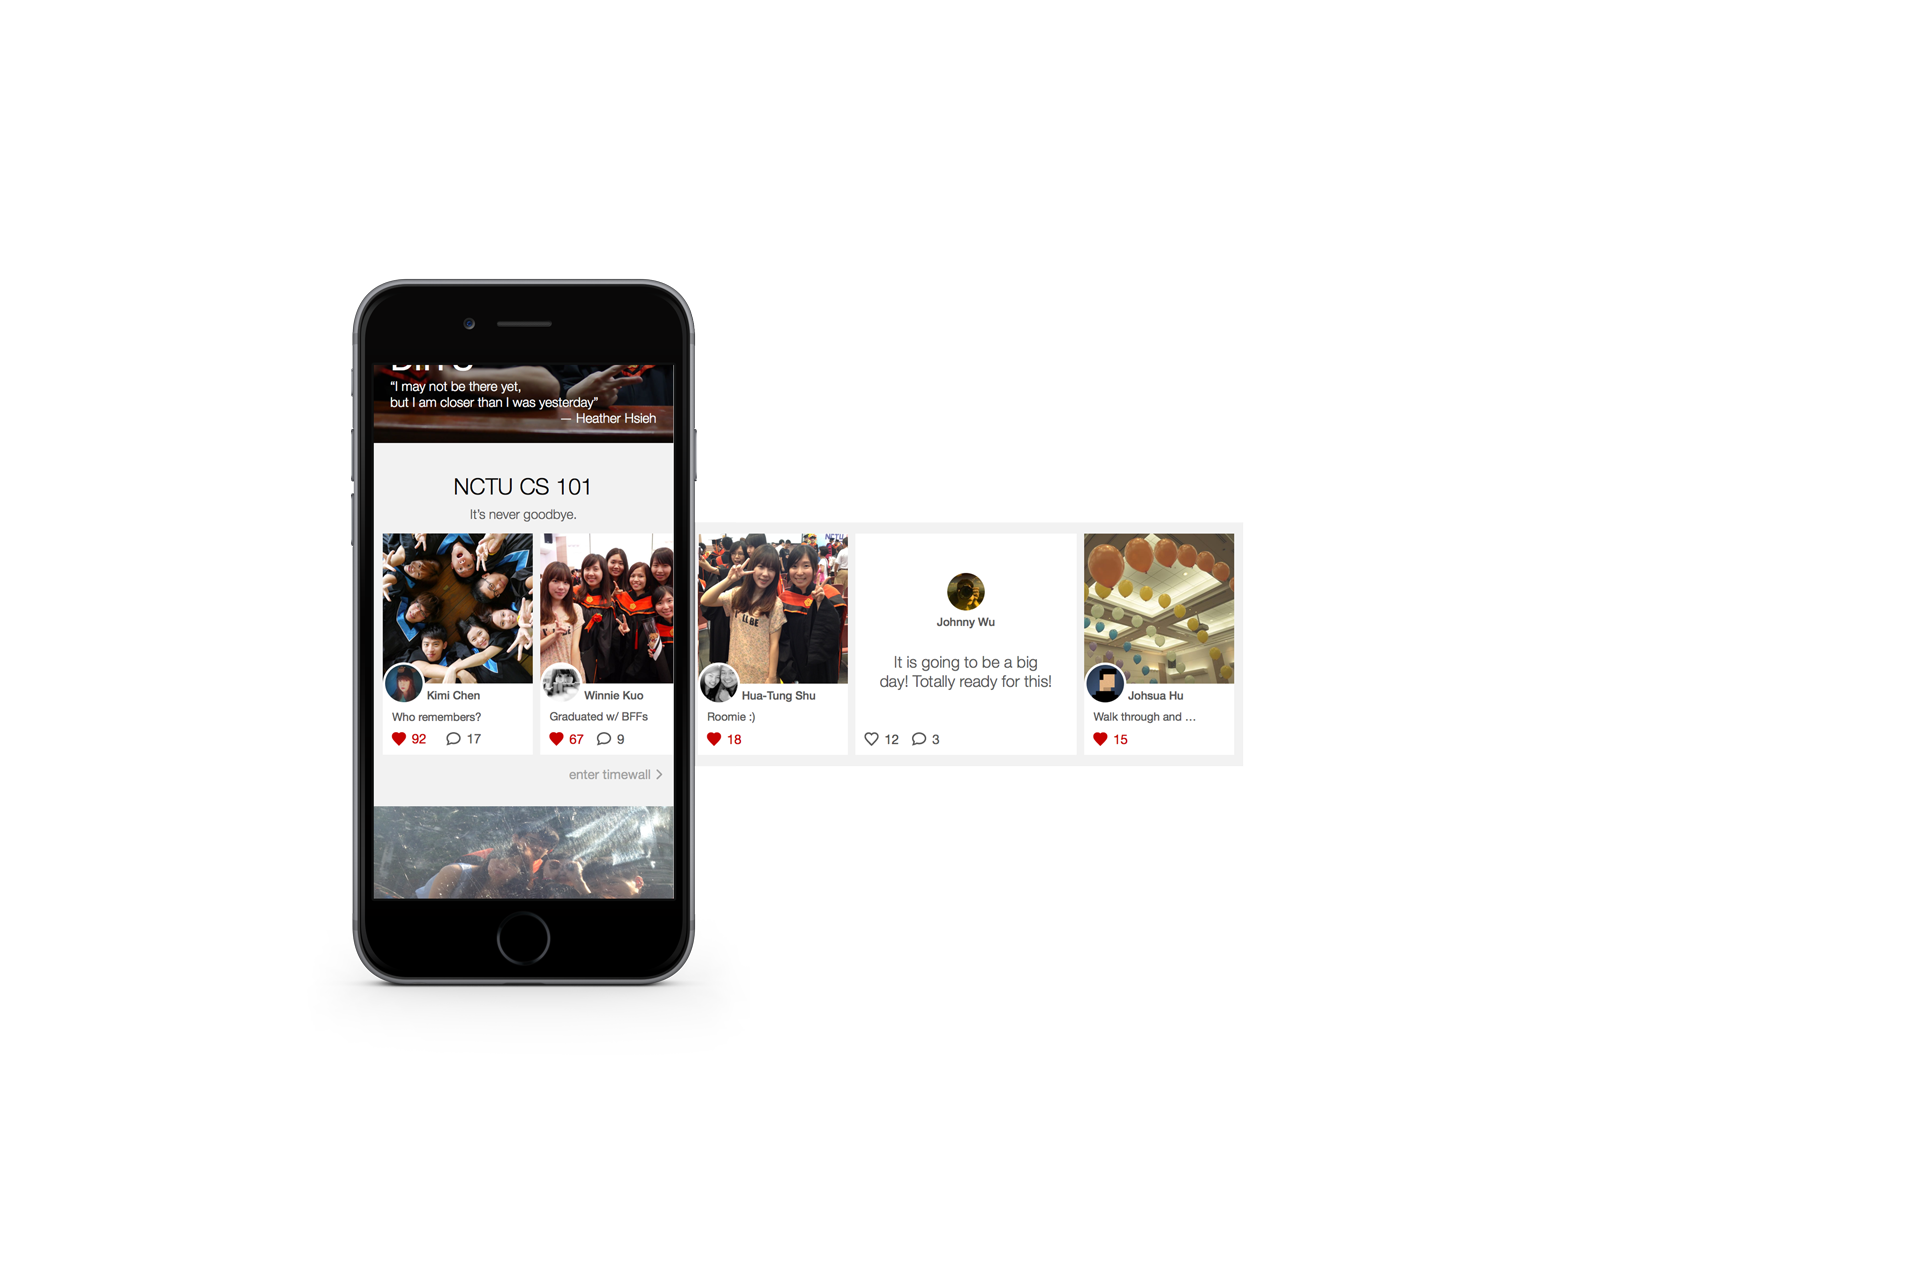 “I may not be there yet,
but I am closer than I was yesterday”
— Heather Hsieh
NCTU CS 101
It’s never goodbye.
Kimi Chen
Who remembers?
92 17
Winnie Kuo
Graduated w/ BFFs
67 9
enter timewall >
NCTU
Hua-Tung Shu
Roomie :)
18
Johnny Wu
It is going to be a big
day! Totally ready for this!
12 3
Johsua Hu
Walk through and ...
15